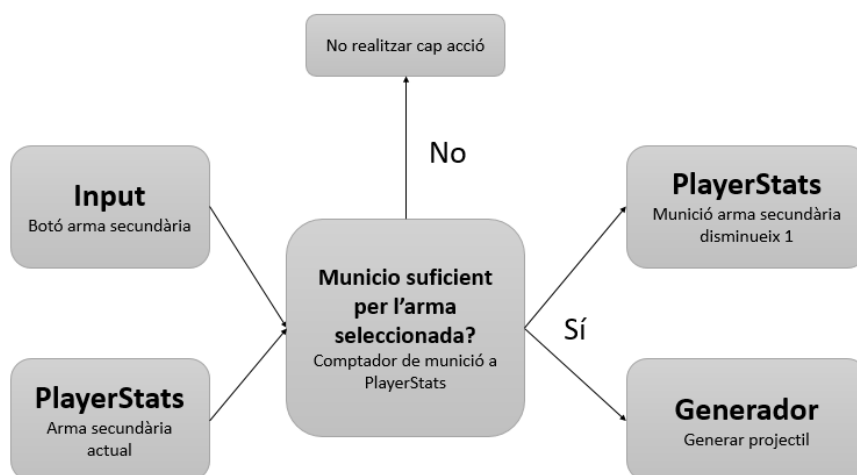 No realitzar cap acció
No
Input
Botó arma secundària
PlayerStats
Munició arma secundària
disminueix 1
Municio suficient
per l'arma
seleccionada?
Comptador de munició a
PlayerStats
Sí
PlayerStats
Arma secundària
actual
Generador
Generar projectil